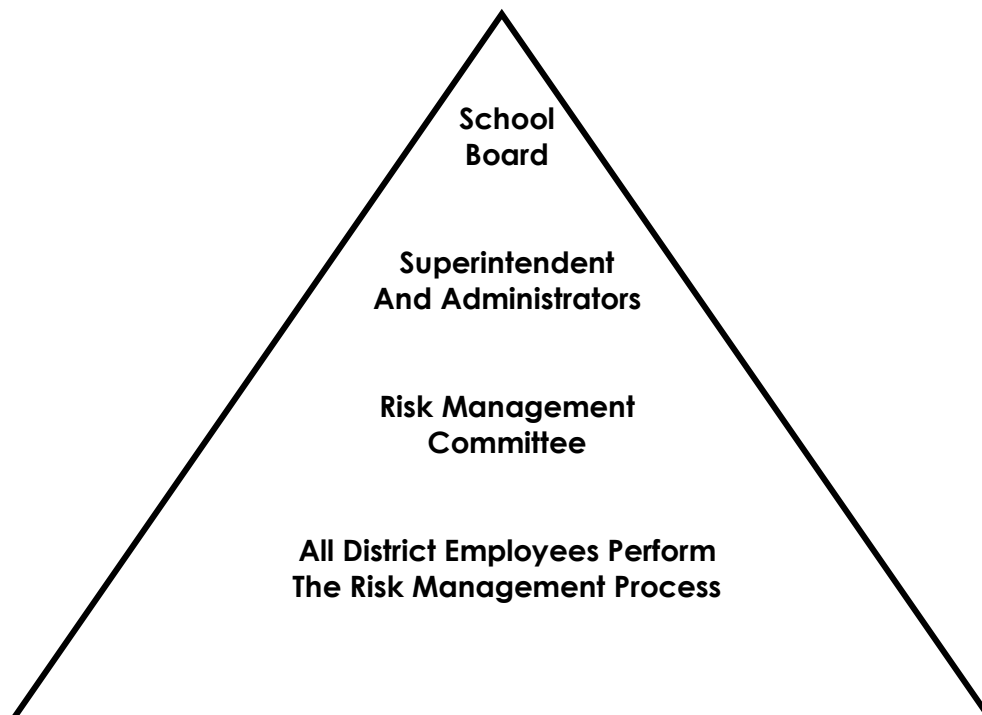 School
Board
Superintendent
And Administrators
Risk Management
Committee
All District Employees Perform
The Risk Management Process